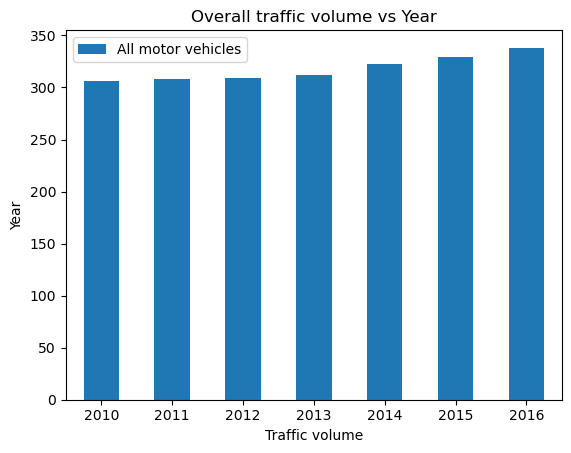 Overall traffic volume vs Year
All motor vehicles
350
300
250
200
150
100
50
0
Year
2010 2011 2012 2013 2014 2015 2016
Traffic volume